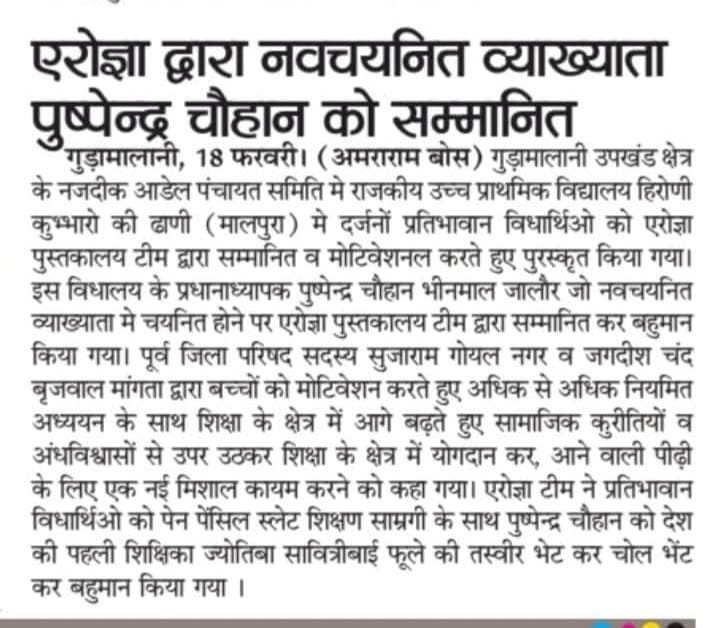 एरोज्ञा द्वारा नवचयनित व्याख्याता
पुष्पेन्द्र चौहान को सम्मानित
गुड़ामालानी, 18 फरवरी। (अमराराम बोस) गुड़ामालानी उपखंड क्षेत्र
के नजदीक आडेल पंचायत समिति मे राजकीय उच्च प्राथमिक विद्यालय हिरोणी
कुम्भारो की ढाणी (मालपुरा) मे दर्जनों प्रतिभावान विधार्थिओ को एरोज्ञा
पुस्तकालय टीम द्वारा सम्मानित व मोटिवेशनल करते हुए पुरस्कृत किया गया।
इस विधालय के प्रधानाध्यापक पुष्पेन्द्र चौहान भीनमाल जालौर जो नवचयनित
व्याख्याता मे चयनित होने पर एरोज्ञा पुस्तकालय टीम द्वारा सम्मानित कर बहुमान
किया गया। पूर्व जिला परिषद सदस्य सुजाराम गोयल नगर व जगदीश चंद
बृजवाल मांगता द्वारा बच्चों को मोटिवेशन करते हुए अधिक से अधिक नियमित
अध्ययन के साथ शिक्षा के क्षेत्र में आगे बढ़ते हुए सामाजिक कुरीतियों व
अंधविश्वासों से उपर उठकर शिक्षा के क्षेत्र में योगदान कर, आने वाली पीढ़ी
के लिए एक नई मिशाल कायम करने को कहा गया। एरोज्ञा टीम ने प्रतिभावान
विधार्थिओ को पेन पेंसिल स्लेट शिक्षण साम्रगी के साथ पुष्पेन्द्र चौहान को देश
की पहली शिक्षिका ज्योतिबा सावित्रीबाई फूले की तस्वीर भेट कर चोल भेंट
कर बहुमान किया गया ।